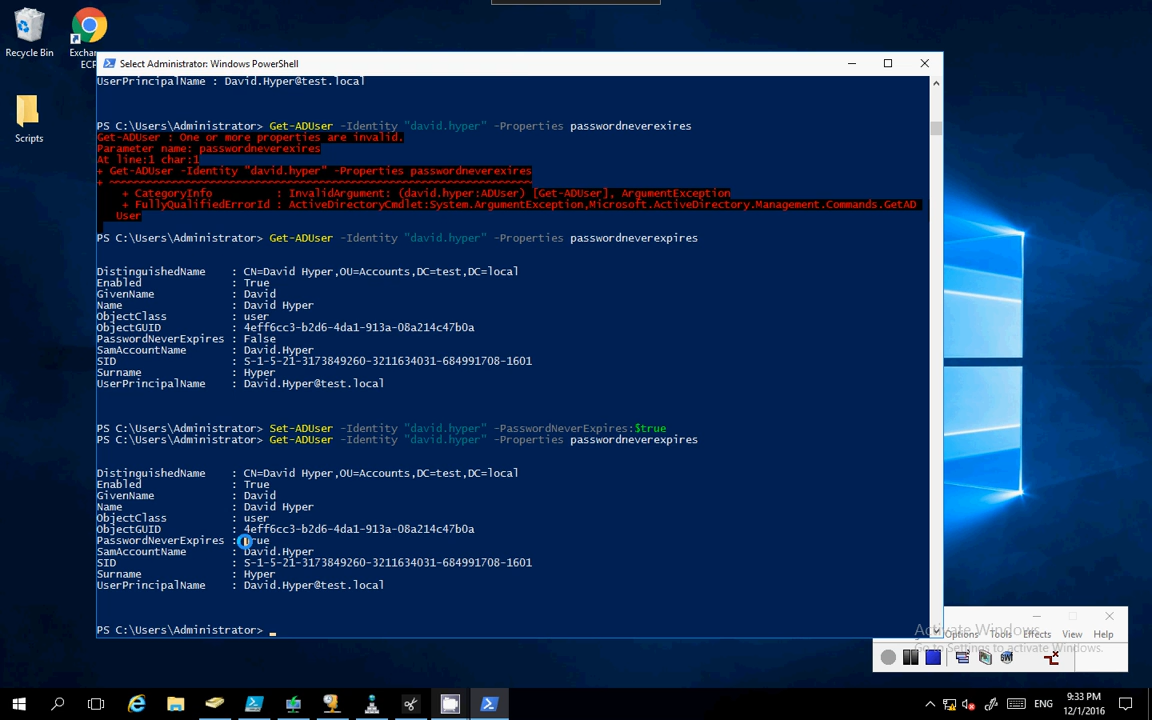 Recycle Bin
Exchange
ECP
Scripts
Select Administrator: Windows PowerShell
UserPrincipalName : David.Hyper@test.local
PS C:\Users\Administrator> Get-ADUser -Identity "david.hyper" -Properties passwordneverexires
Get-ADUser : One or more properties are invalid.
Parameter name: passwordneverexires
At line:1 char:1
+ Get-ADUser -Identity "david.hyper" -Properties passwordneverexires
+ ~~~~~~~~~~~~~~~~~~~~~~~~~~~~~~~~~~~~~~~~~~~~~~~~~~~~~~~~~~~~~~~~~~
+ CategoryInfo : InvalidArgument: (david.hyper:ADUser) [Get-ADUser], ArgumentException
+ FullyQualifiedErrorId : ActiveDirectoryCmdlet:System.ArgumentException,Microsoft.ActiveDirectory.Management.Commands.GetAD
User
PS C:\Users\Administrator> Get-ADUser -Identity "david.hyper" -Properties passwordneverexpires
DistinguishedName : CN=David Hyper,OU=Accounts,DC=test,DC=local
Enabled : True
GivenName : David
Name : David Hyper
ObjectClass : user
ObjectGUID : 4eff6cc3-b2d6-4da1-913a-08a214c47b0a
PasswordNeverExpires : False
SamAccountName : David.Hyper
SID : S-1-5-21-3173849260-3211634031-684991708-1601
Surname : Hyper
UserPrincipalName : David.Hyper@test.local
PS C:\Users\Administrator> Set-ADUser -Identity "david.hyper" -PasswordNeverExpires:$true
PS C:\Users\Administrator> Get-ADUser -Identity "david.hyper" -Properties passwordneverexpires
DistinguishedName : CN=David Hyper,OU=Accounts,DC=test,DC=local
Enabled : True
GivenName : David
Name : David Hyper
ObjectClass : user
ObjectGUID : 4eff6cc3-b2d6-4da1-913a-08a214c47b0a
PasswordNeverExpires : True
SamAccountName : David.Hyper
SID : S-1-5-21-3173849260-3211634031-684991708-1601
Surname : Hyper
UserPrincipalName : David.Hyper@test.local
PS C:\Users\Administrator> _
Activate Windows
Go to Settings to activate Windows.
Options Tools Effects View Help
ENG
9:33 PM
12/1/2016